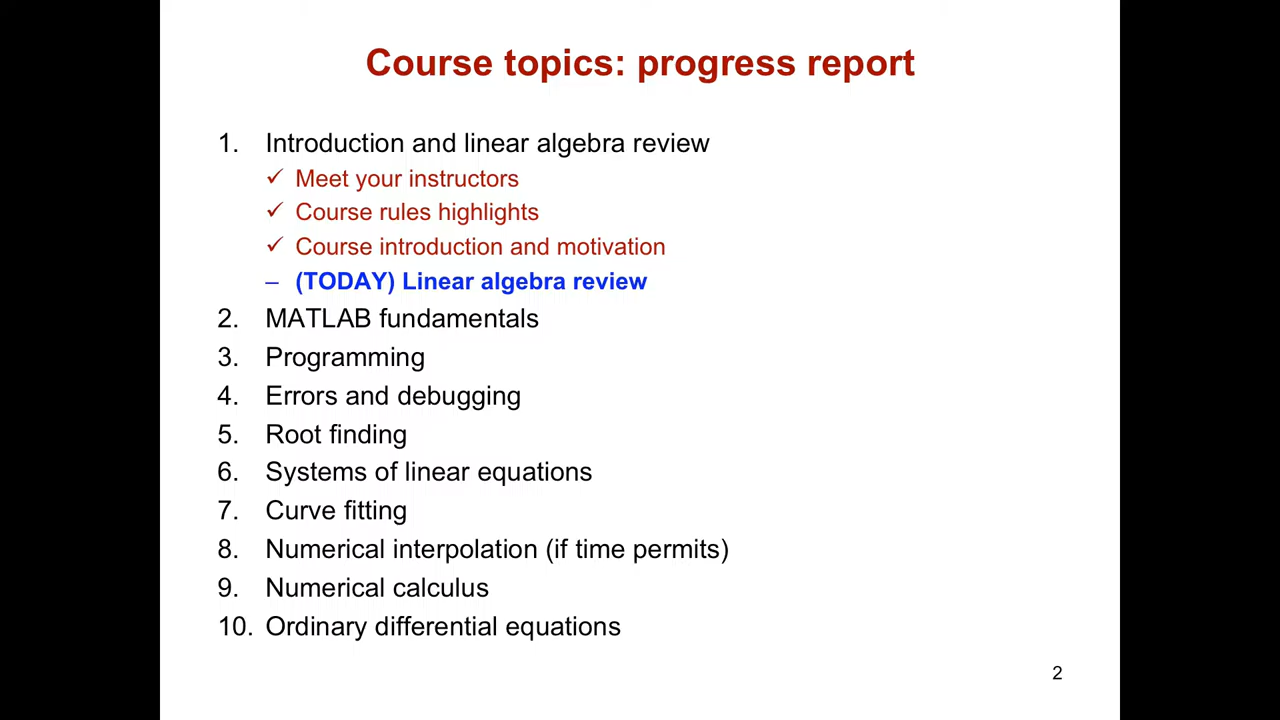 Course topics: progress report
1. Introduction and linear algebra review
✓ Meet your instructors
✓ Course rules highlights
✓ Course introduction and motivation
– (TODAY) Linear algebra review
2. MATLAB fundamentals
3. Programming
4. Errors and debugging
5. Root finding
6. Systems of linear equations
7. Curve fitting
8. Numerical interpolation (if time permits)
9. Numerical calculus
10. Ordinary differential equations
2